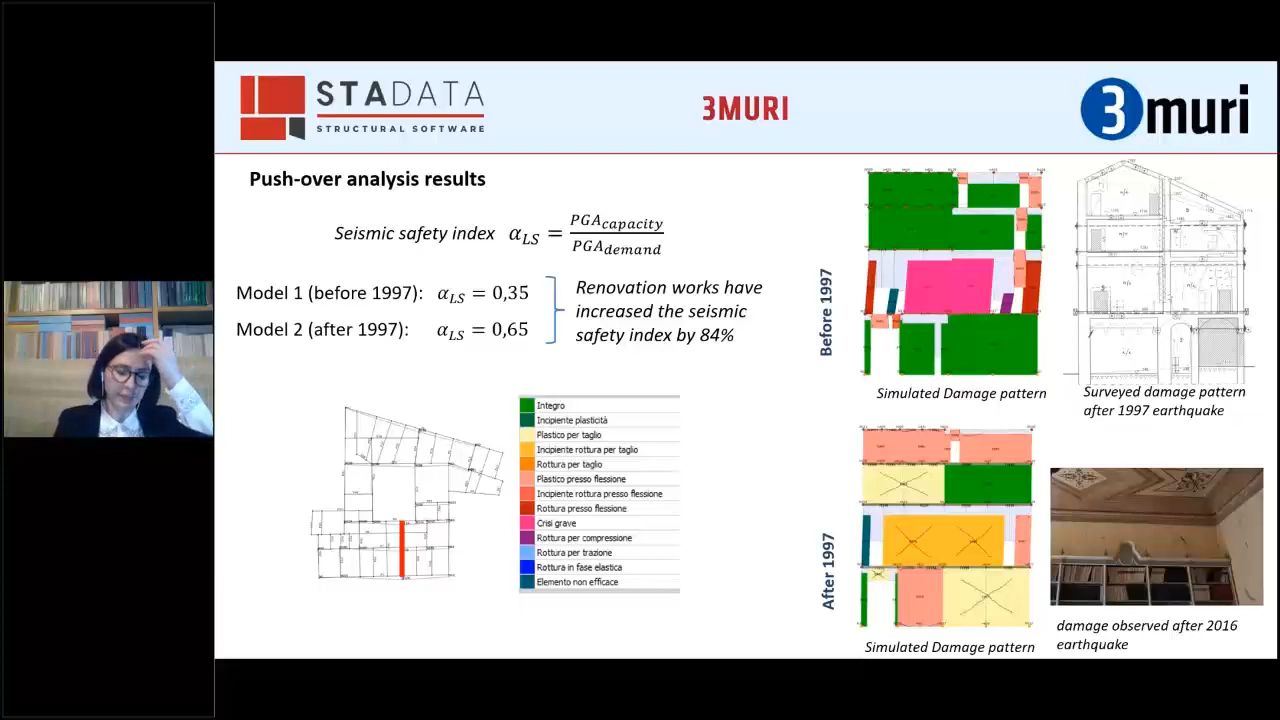 STADATA
STRUCTURAL SOFTWARE
3MURI
3muri
Push-over analysis results
Seismic safety index α_LS = PGA_capacity / PGA_demand
Model 1 (before 1997): α_LS = 0,35
Model 2 (after 1997): α_LS = 0,65
Renovation works have
increased the seismic
safety index by 84%
Integro
Incipiente plasticità
Plastico per taglio
Incipiente rottura per taglio
Rottura per taglio
Plastico presso flessione
Incipiente rottura presso flessione
Rottura presso flessione
Crisi grave
Rottura per compressione
Rottura per trazione
Rottura in fase elastica
Elemento non efficace
Before 1997
Simulated Damage pattern
Surveyed damage pattern
after 1997 earthquake
After 1997
Simulated Damage pattern
damage observed after 2016
earthquake